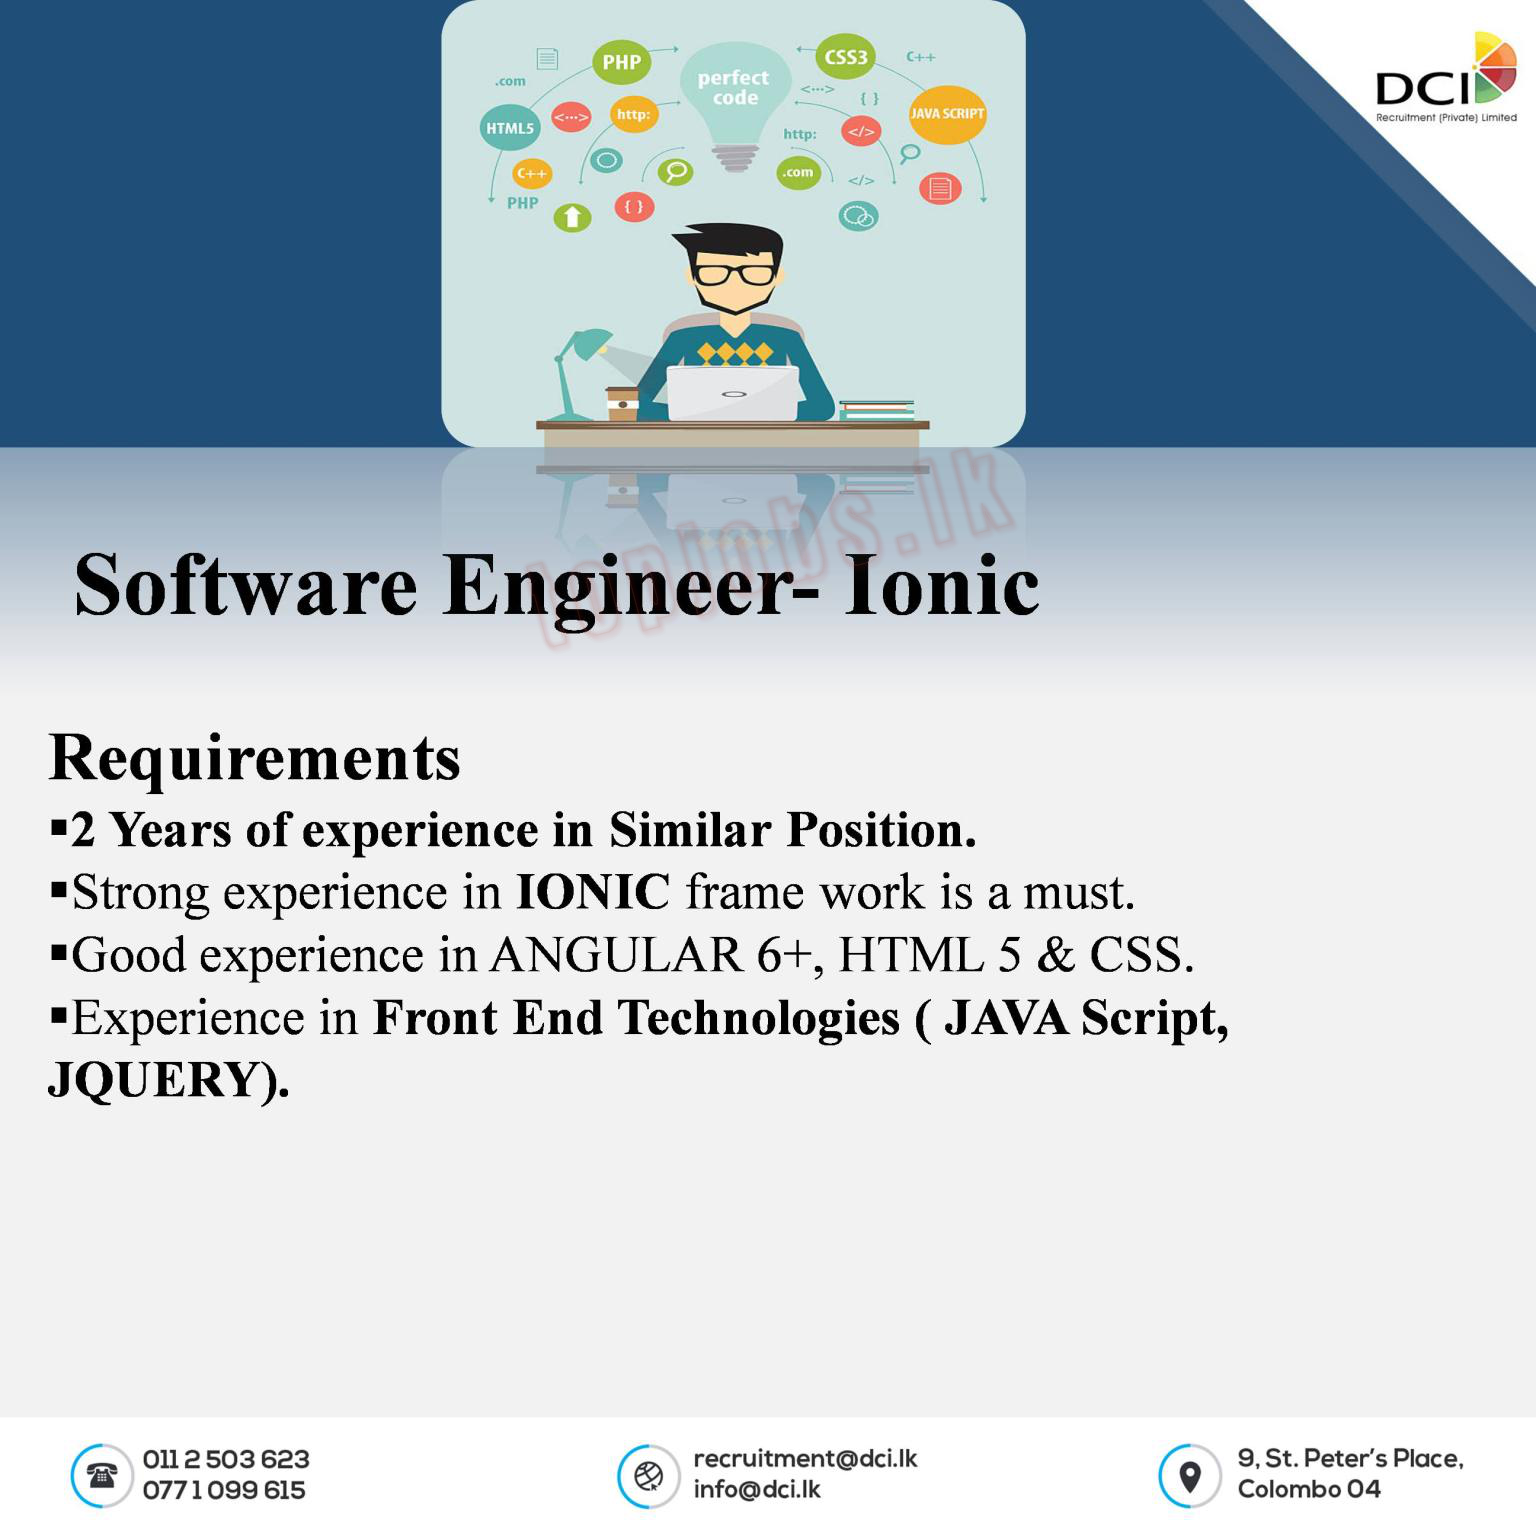 PHP
CSS3
C++
.com
perfect
code
<···>
{ }
HTML5
<···>
http:
JAVA SCRIPT
http:
</>
C++
.com
</>
PHP
{ }
DCI
Recruitment (Private) Limited
topjobs.lk
Software Engineer- Ionic
Requirements
▪2 Years of experience in Similar Position.
▪Strong experience in IONIC frame work is a must.
▪Good experience in ANGULAR 6+, HTML 5 & CSS.
▪Experience in Front End Technologies ( JAVA Script,
JQUERY).
011 2 503 623
0771 099 615
recruitment@dci.lk
info@dci.lk
9, St. Peter's Place,
Colombo 04